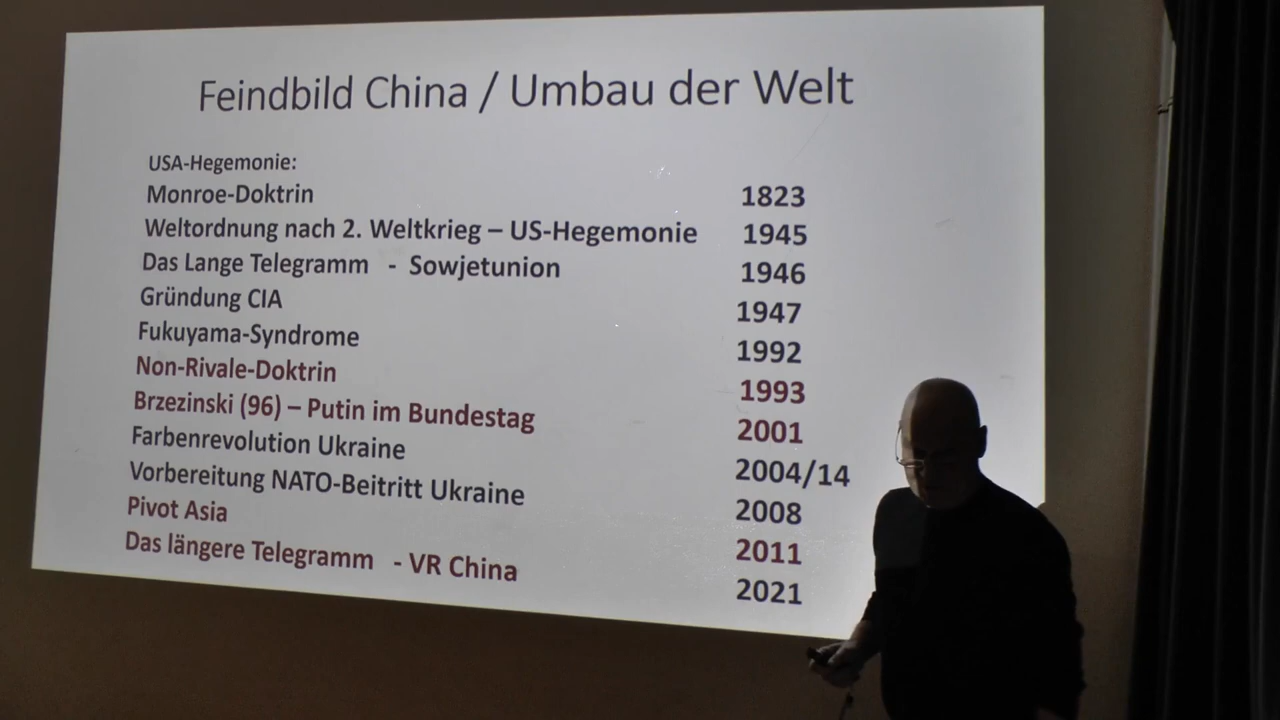 Feindbild China / Umbau der Welt
USA-Hegemonie:
Monroe-Doktrin 1823
Weltordnung nach 2. Weltkrieg – US-Hegemonie 1945
Das Lange Telegramm - Sowjetunion 1946
Gründung CIA 1947
Fukuyama-Syndrome 1992
Non-Rivale-Doktrin 1993
Brzezinski (96) – Putin im Bundestag 2001
Farbenrevolution Ukraine 2004/14
Vorbereitung NATO-Beitritt Ukraine 2008
Pivot Asia 2011
Das längere Telegramm - VR China 2021